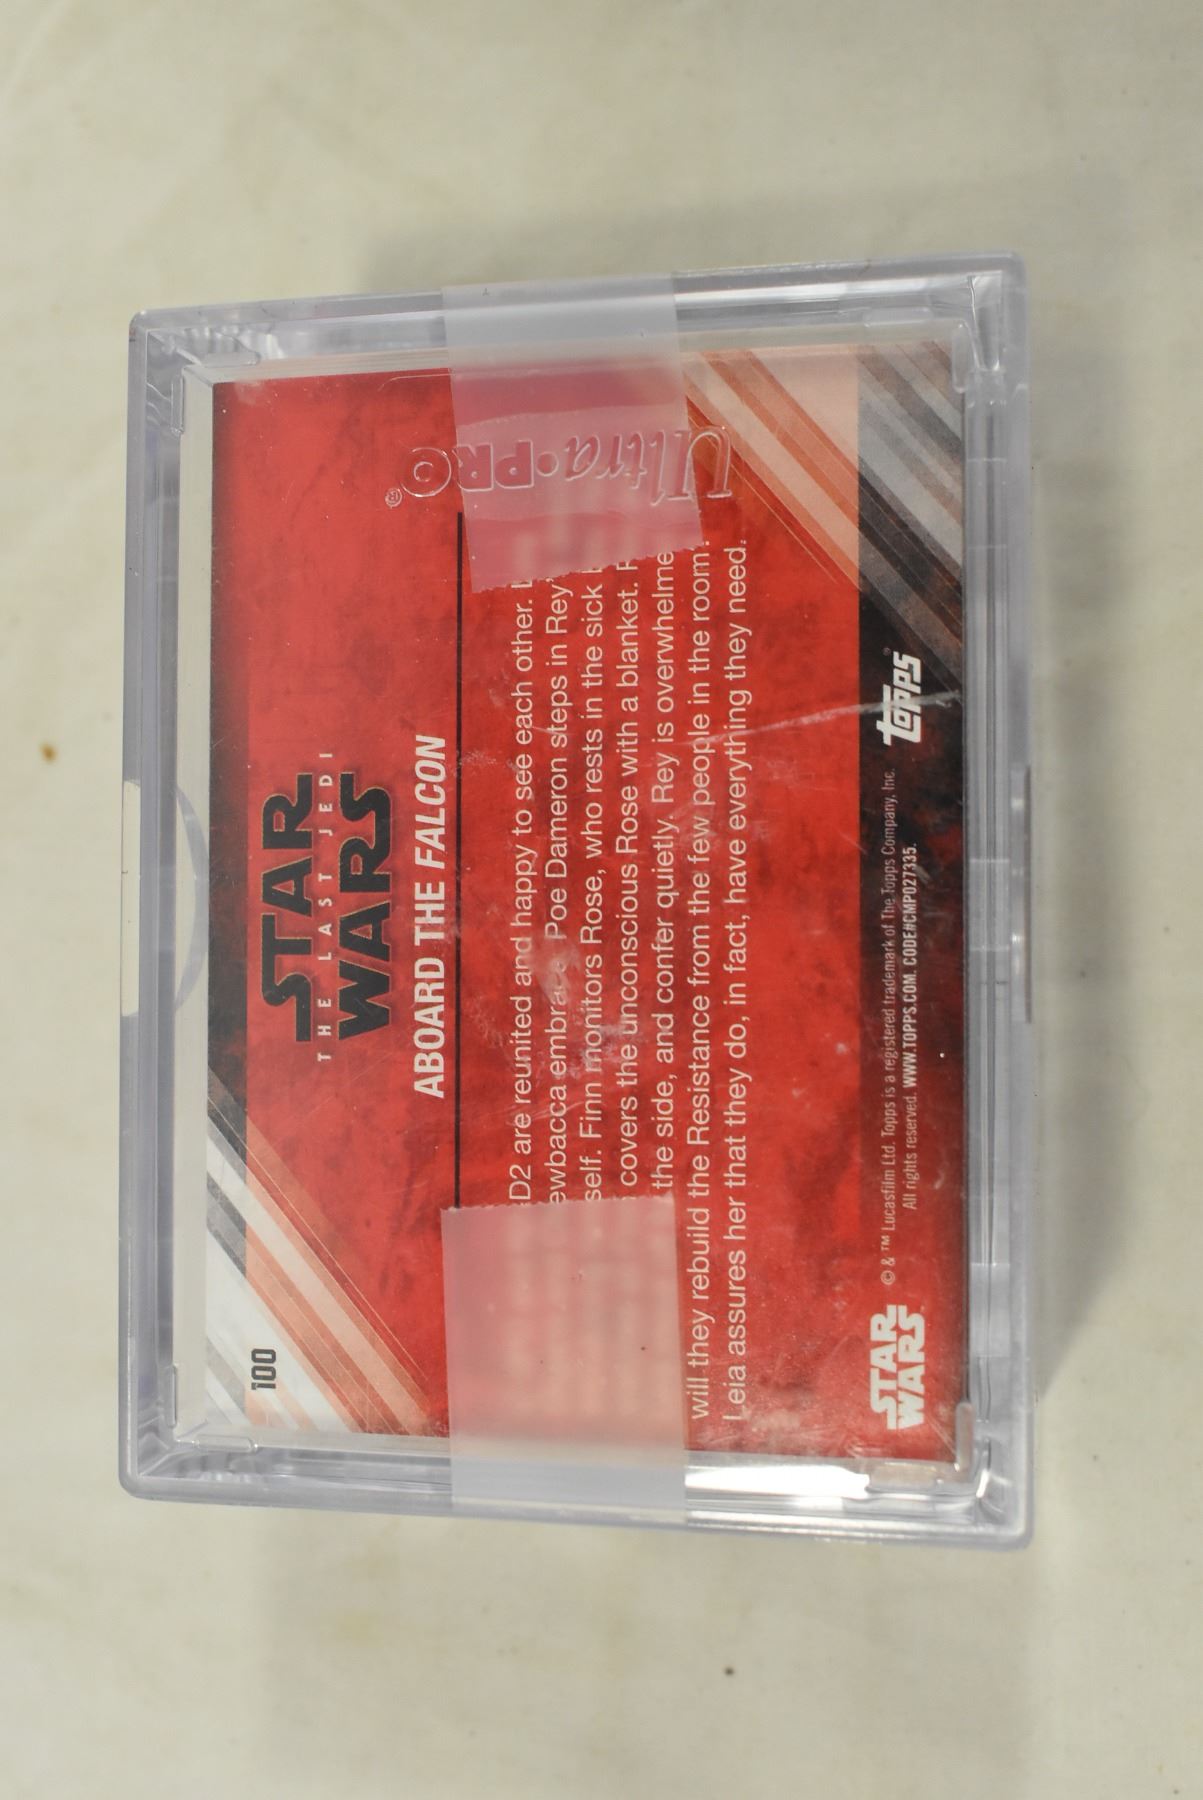 100
STAR
THE LAST JEDI
WARS
ABOARD THE FALCON
D2 are reunited and happy to see each other.
Poe Dameron steps in Rey,
self. Finn monitors Rose, who rests in the sick
covers the unconscious Rose with a blanket.
the side, and confer quietly. Rey is
will they rebuild the Resistance from the few people in the room?
Leia assures her that they do, in fact, have everything they need.
STAR
WARS
© & ™ Lucasfilm Ltd. Topps is a registered trademark of The Topps Company, Inc.
All rights reserved. WWW.TOPPS.COM. CODE#CMP027335.
Topps®
Ultra•PRO®